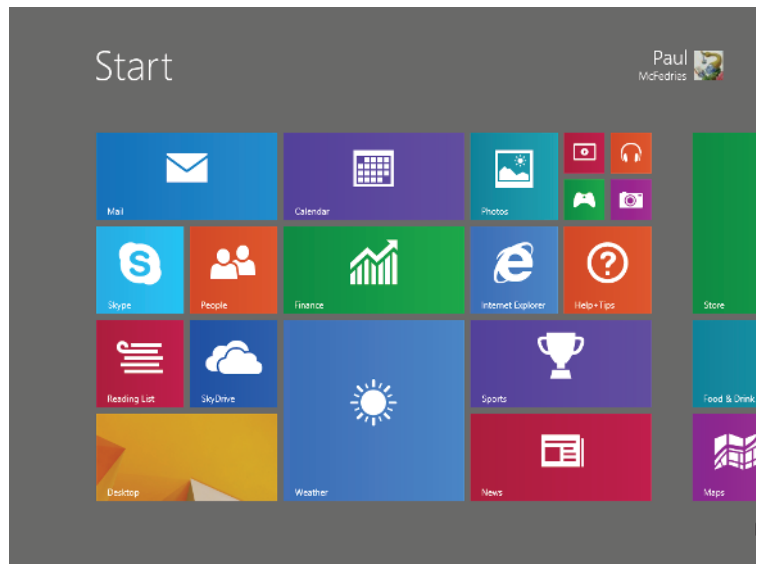 Start
Paul
McFedries
Mail
Calendar
Photos
Skype
People
Finance
Internet Explorer
Help+Tips
Store
Reading List
SkyDrive
Sports
Food & Drink
Desktop
Weather
News
Maps